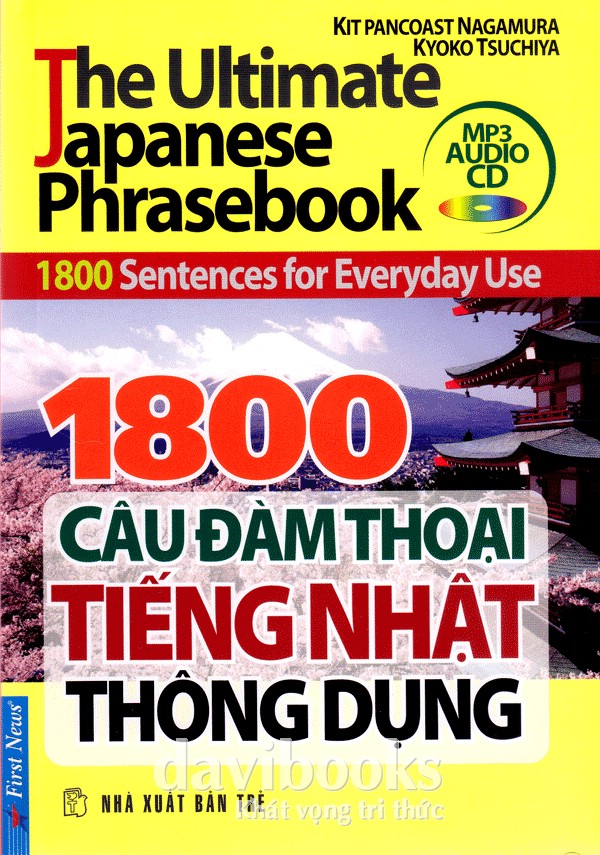 KIT PANCOAST NAGAMURA
KYOKO TSUCHIYA
The Ultimate
Japanese
Phrasebook
MP3
AUDIO
CD
1800 Sentences for Everyday Use
1800
CÂU ĐÀM THOẠI
TIẾNG NHẬT
THÔNG DỤNG
First News®
davibooks
NHÀ XUẤT BẢN TRẺ
Khát vọng tri thức